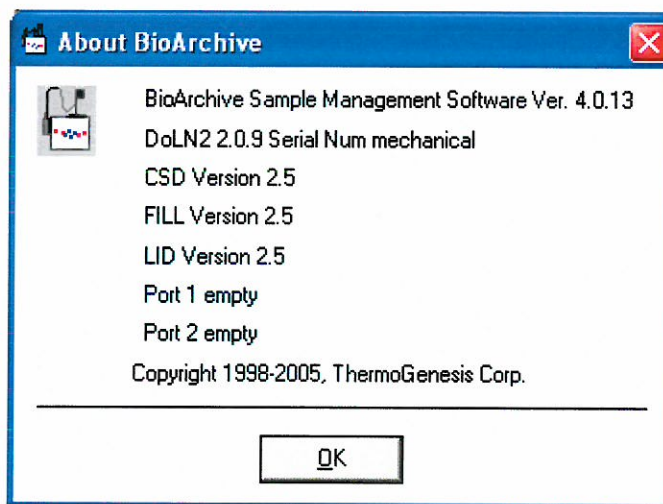 About BioArchive
BioArchive Sample Management Software Ver. 4.0.13
DoLN2 2.0.9 Serial Num mechanical
CSD Version 2.5
FILL Version 2.5
LID Version 2.5
Port 1 empty
Port 2 empty
Copyright 1998-2005, ThermoGenesis Corp.
OK